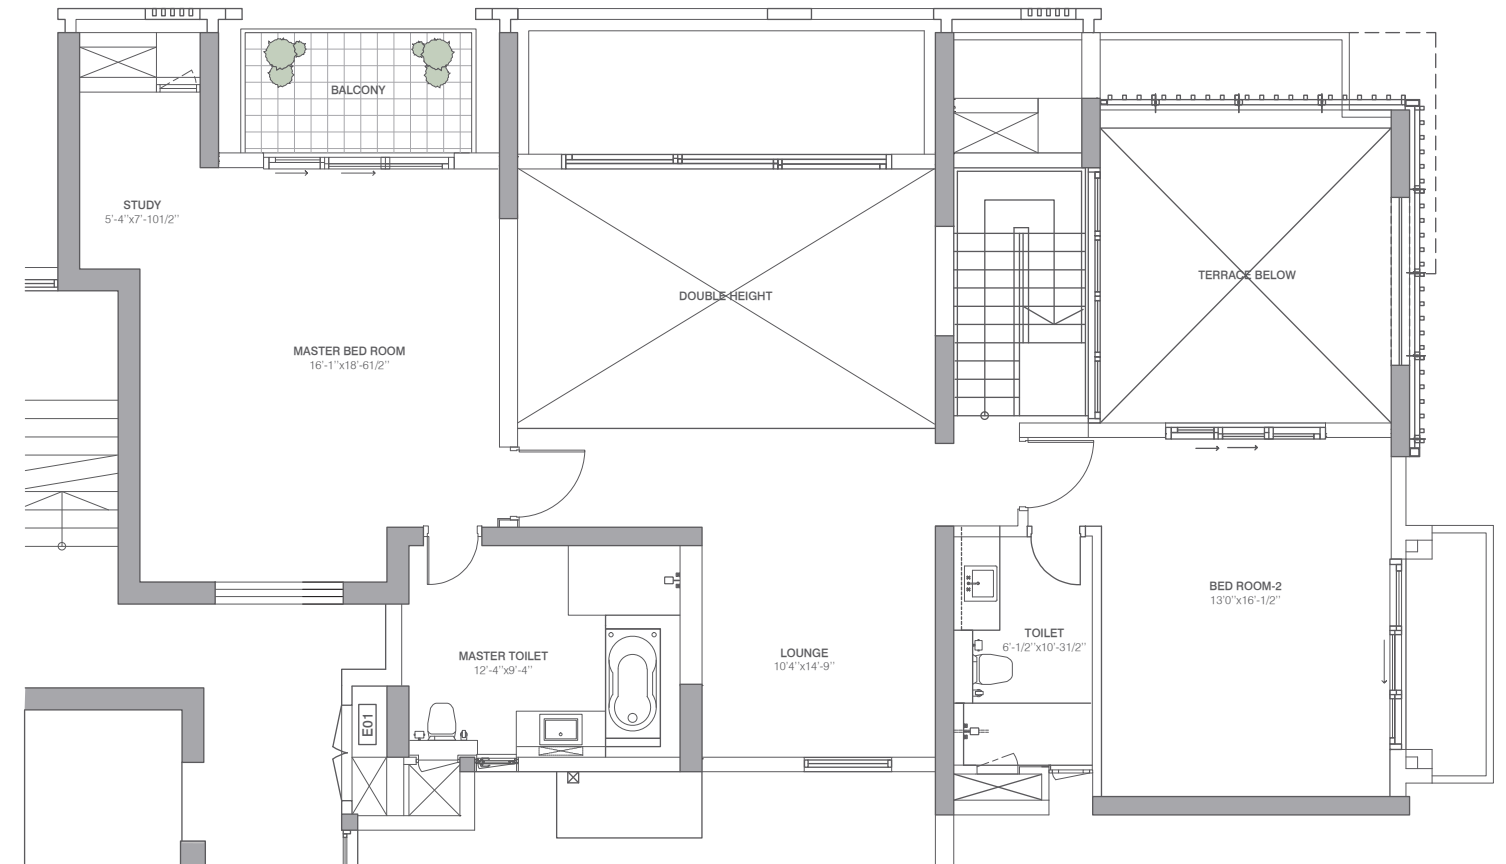 BALCONY
STUDY
5'-4''x7'-101/2''
TERRACE BELOW
DOUBLE HEIGHT
MASTER BED ROOM
16'-1''x18'-61/2''
BED ROOM-2
13'0''x16'-1/2''
TOILET
6'-1/2''x10'-31/2''
MASTER TOILET
12'-4''x9'-4''
LOUNGE
10'4''x14'-9''
E01